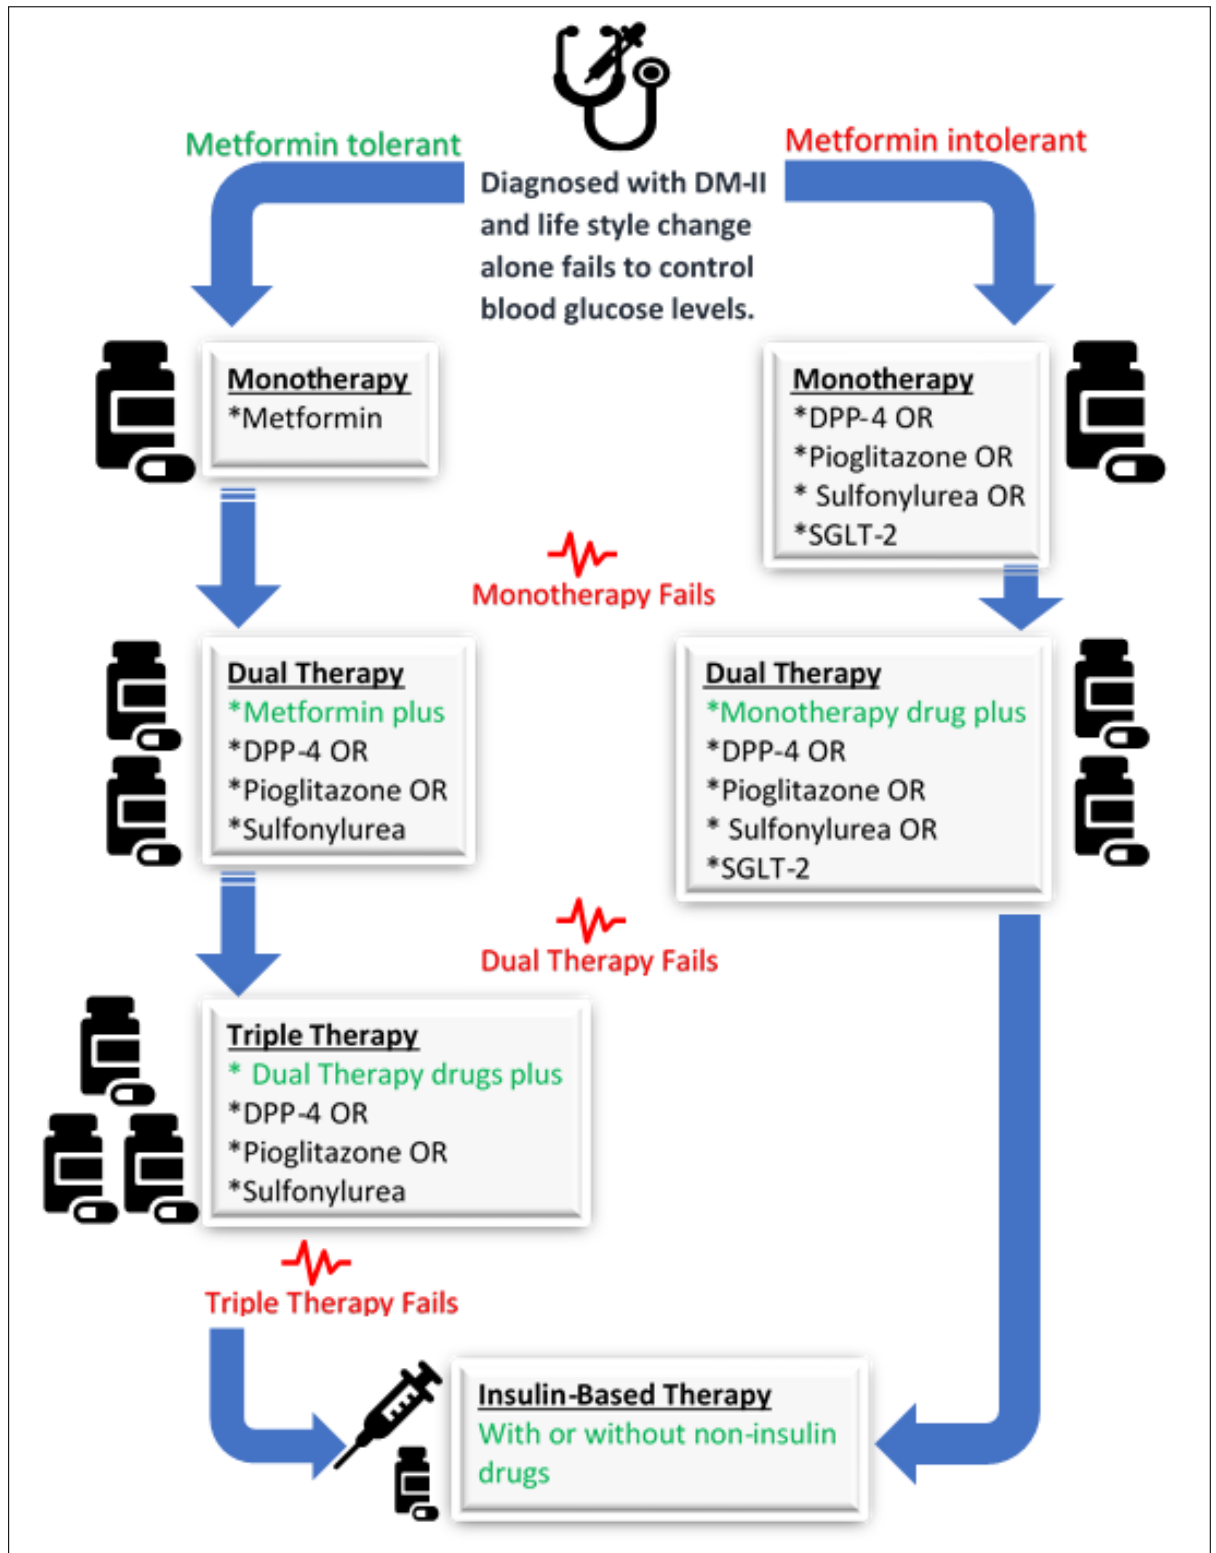 Metformin tolerant
Metformin intolerant
Diagnosed with DM-II
and life style change
alone fails to control
blood glucose levels.
Monotherapy
*Metformin
Monotherapy
*DPP-4 OR
*Pioglitazone OR
* Sulfonylurea OR
*SGLT-2
Monotherapy Fails
Dual Therapy
*Metformin plus
*DPP-4 OR
*Pioglitazone OR
*Sulfonylurea
Dual Therapy
*Monotherapy drug plus
*DPP-4 OR
*Pioglitazone OR
* Sulfonylurea OR
*SGLT-2
Dual Therapy Fails
Triple Therapy
* Dual Therapy drugs plus
*DPP-4 OR
*Pioglitazone OR
*Sulfonylurea
Triple Therapy Fails
Insulin-Based Therapy
With or without non-insulin
drugs